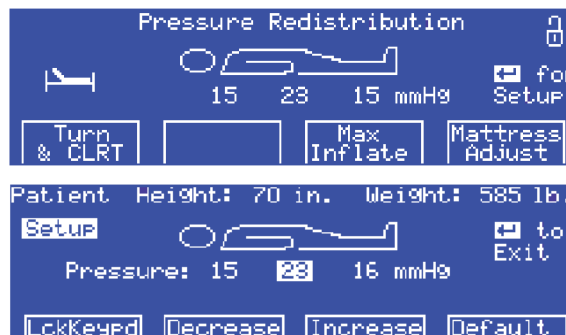 Pressure Redistribution
↵ for
15 23 15 mmHg Setup
Turn & CLRT
Max Inflate
Mattress Adjust
Patient Height: 70 in. Weight: 585 lb.
Setup ↵ to
Exit
Pressure: 15 23 16 mmHg
LckKeypd Decrease Increase Default